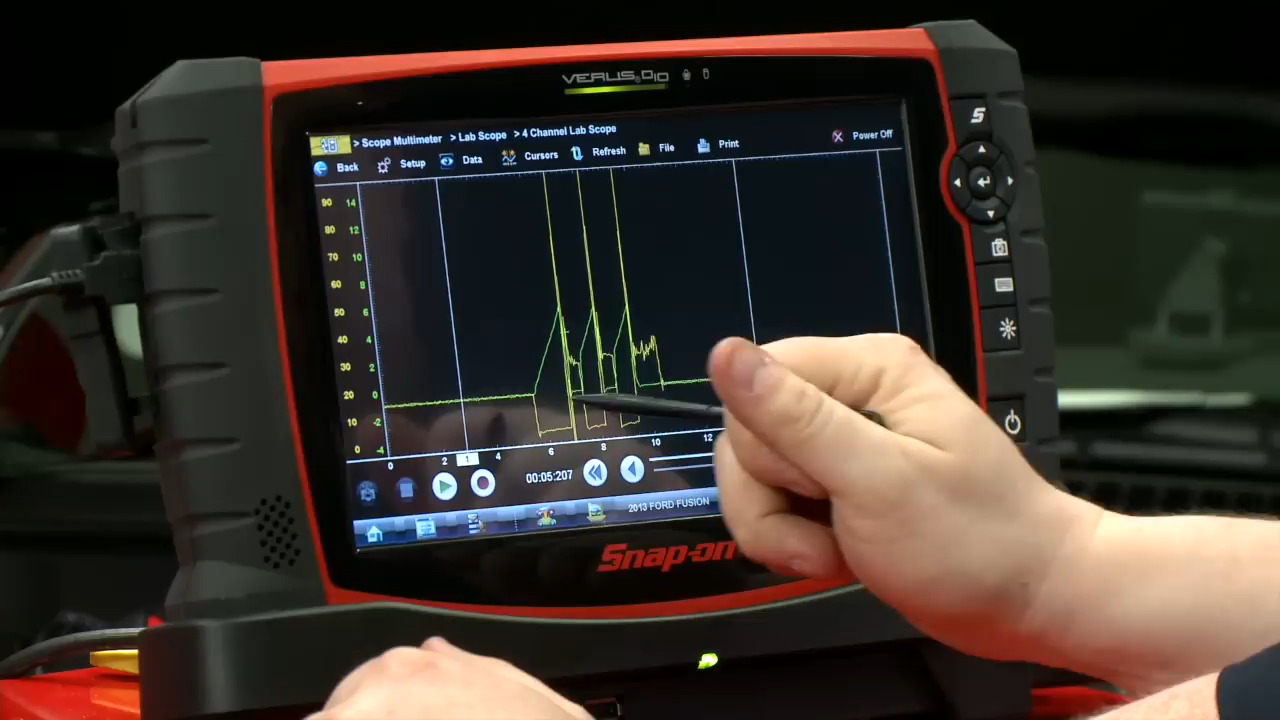 VERUS D10
S
> Scope Multimeter > Lab Scope > 4 Channel Lab Scope
Back Setup Data Cursors Refresh File Print Power Off
90 14
80 12
70 10
60 8
50 6
40 4
30 2
20 0
10 -2
0 -4
0 2 1 4 6 8 10 12
00:05:207
2013 FORD FUSION
Snap-on